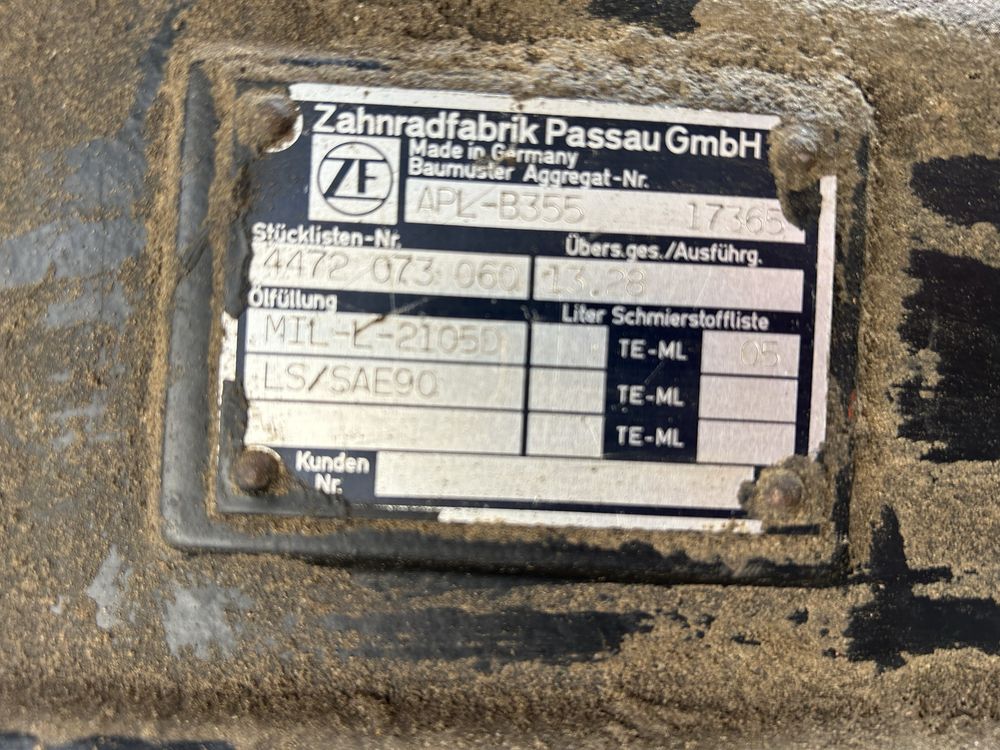 Zahnradfabrik Passau GmbH
ZF
Made in Germany
Baumuster Aggregat-Nr.
APL-B355 17365
Stücklisten-Nr. Übers.ges./Ausführg.
4472 073 060 13.28
Ölfüllung Liter Schmierstoffliste
MIL-L-2105D TE-ML 05
LS/SAE90 TE-ML
TE-ML
Kunden
Nr.